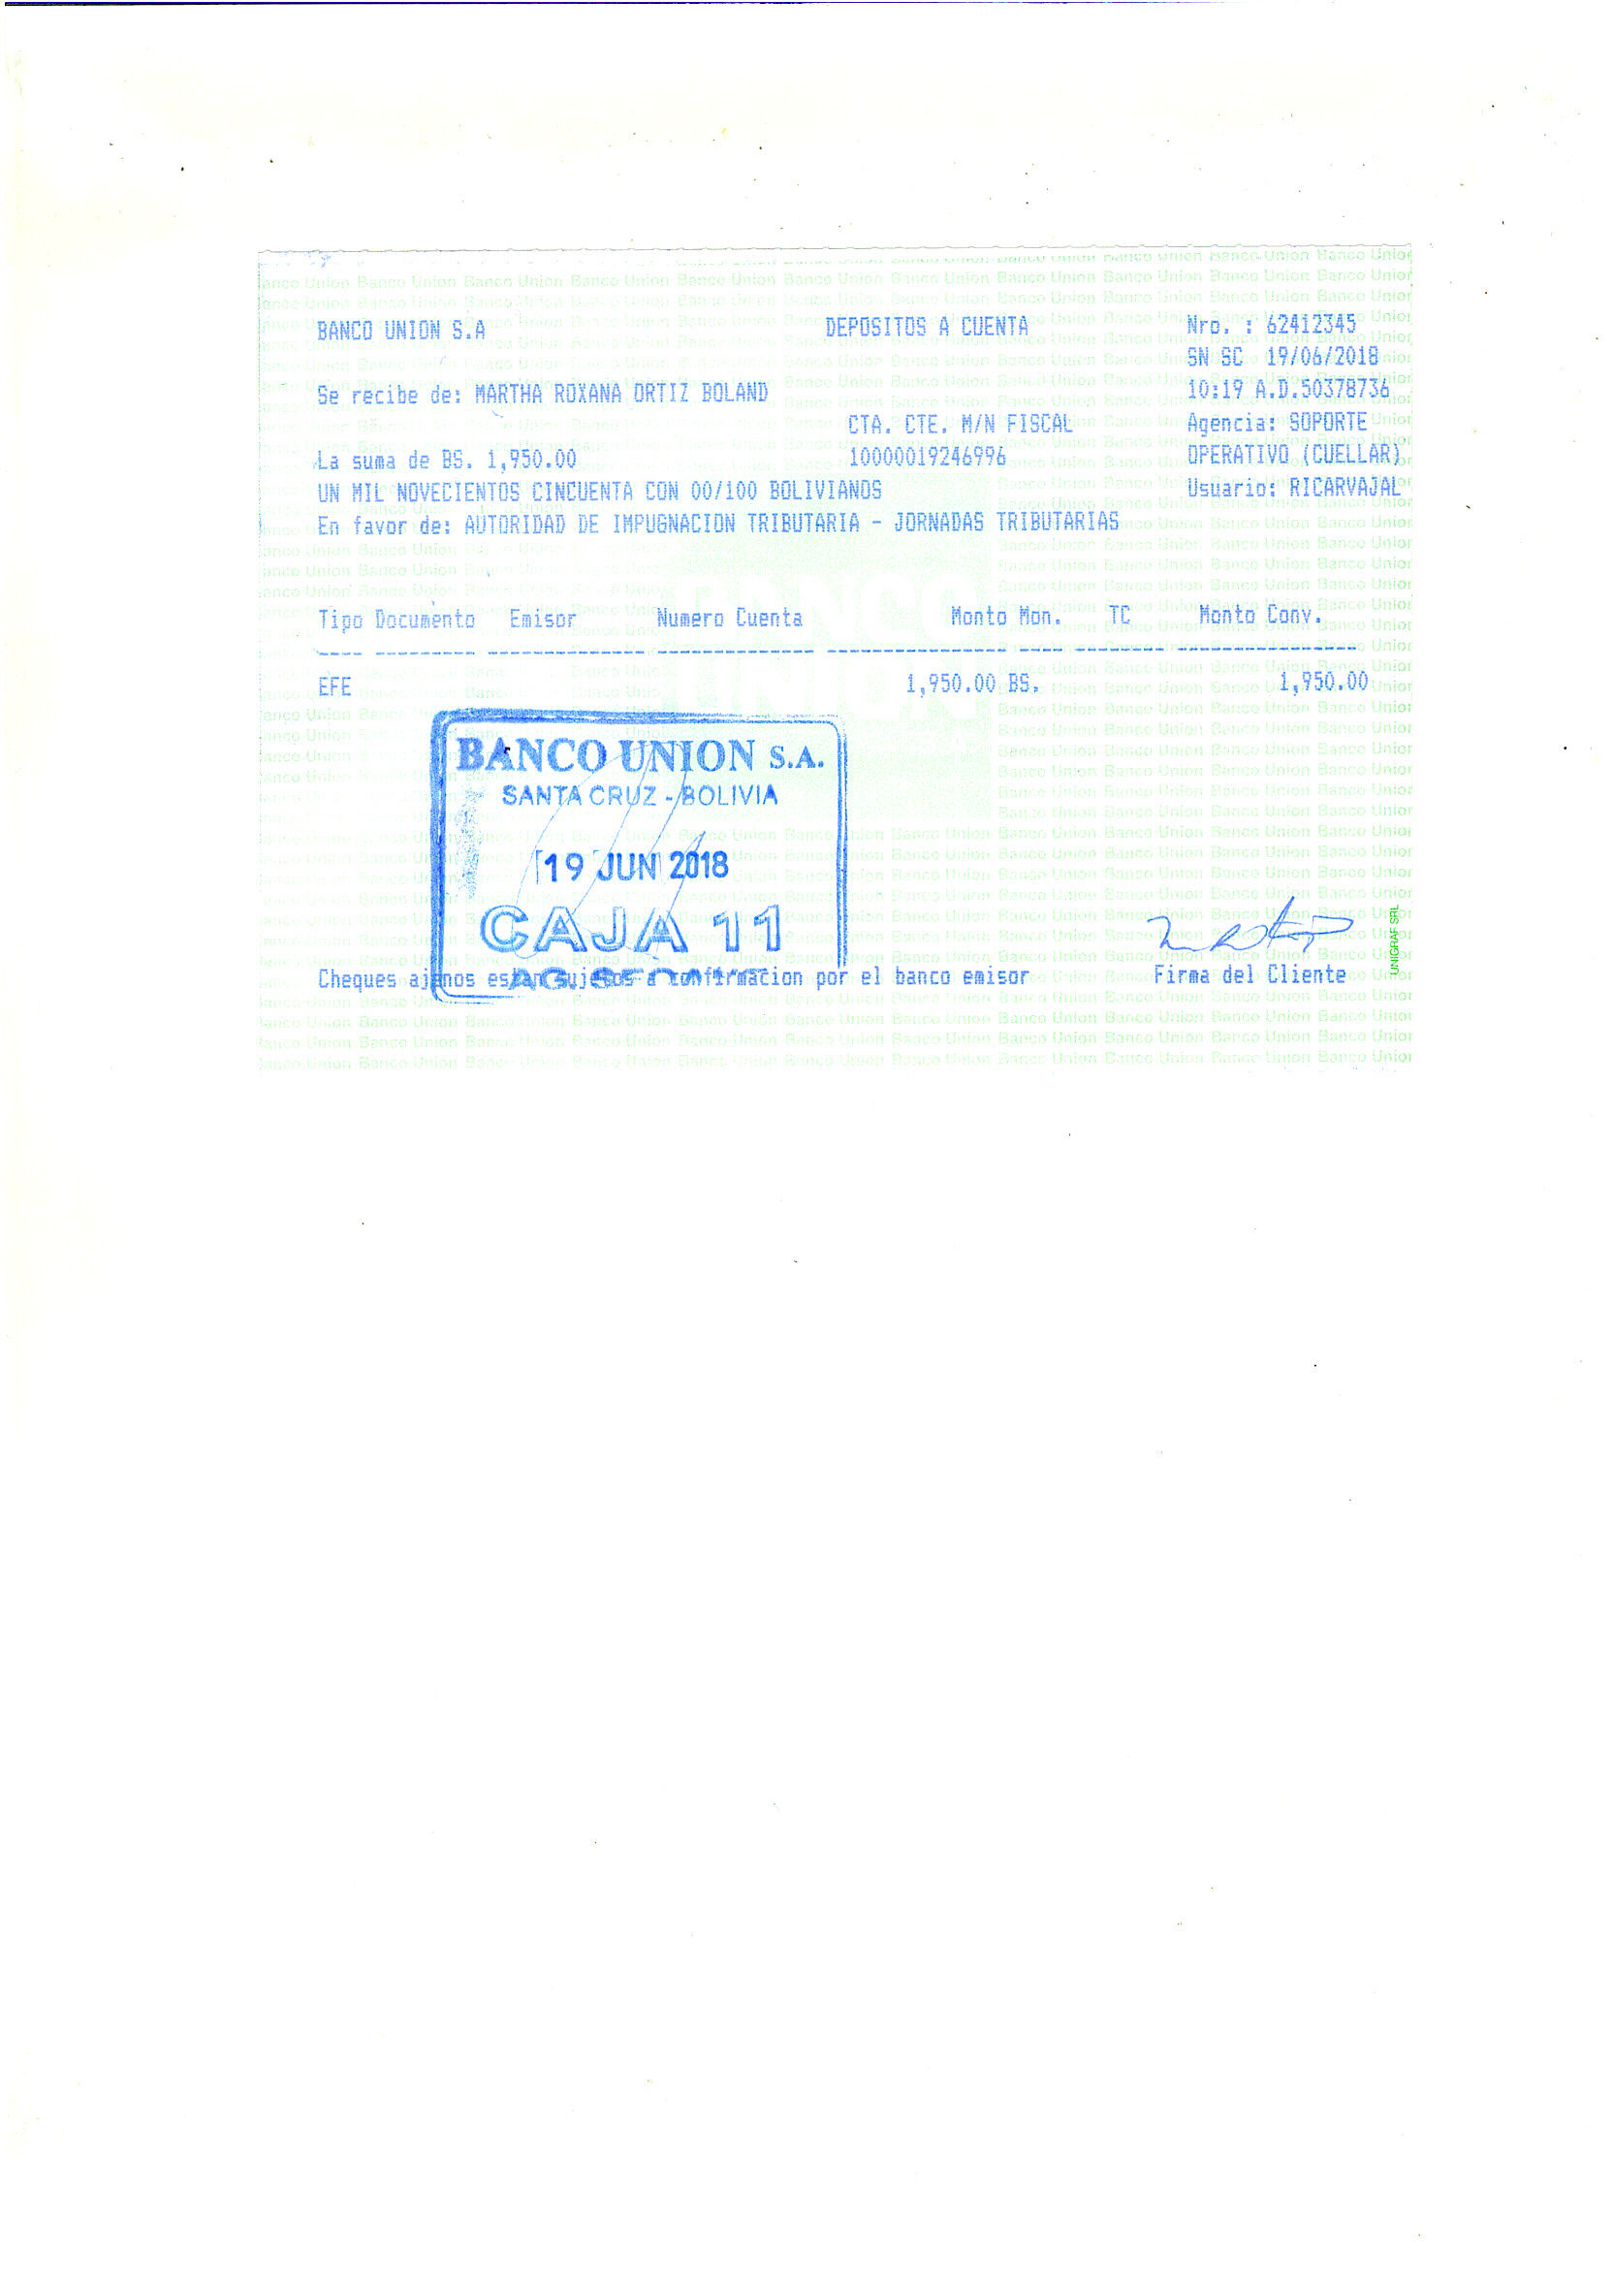 BANCO UNION S.A DEPOSITOS A CUENTA Nro. : 62412345
SN SC 19/06/2018
Se recibe de: MARTHA ROXANA ORTIZ BOLAND 10:19 A.D.50378736
CTA. CTE. M/N FISCAL Agencia: SOPORTE
La suma de BS. 1,950.00 10000019246996 OPERATIVO (CUELLAR)
UN MIL NOVECIENTOS CINCUENTA CON 00/100 BOLIVIANOS Usuario: RICARVAJAL
En favor de: AUTORIDAD DE IMPUGNACION TRIBUTARIA - JORNADAS TRIBUTARIAS
Tipo Documento Emisor Numero Cuenta Monto Mon. TC Monto Conv.
EFE 1,950.00 BS. 1,950.00
BANCO UNION S.A.
SANTA CRUZ - BOLIVIA
19 JUN 2018
CAJA 11
Cheques ajenos estan sujetos a confirmacion por el banco emisor Firma del Cliente
UNIGRAF SRL
BANCO
UNION